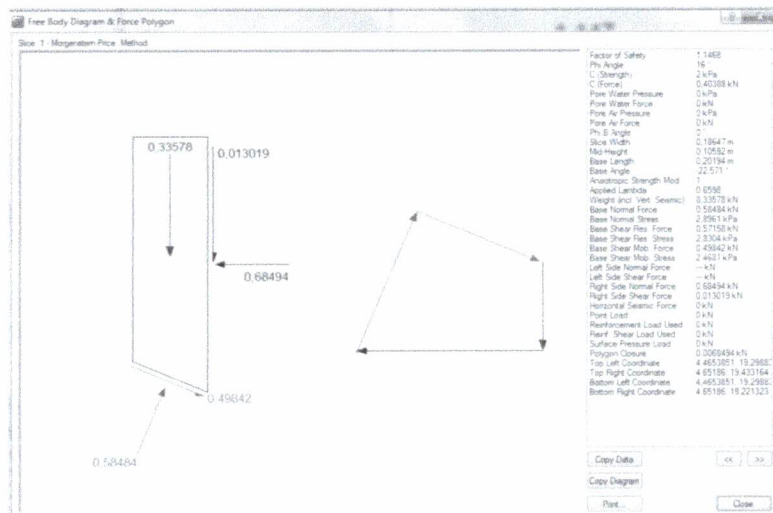 Free Body Diagram & Force Polygon
Slice 1 - Morgenstern-Price Method
0,33578
0,013019
0,68494
0,49842
0,58484
Factor of Safety 1.1468
Phi Angle 16 °
C (Strength) 2 kPa
C (Force) 0,40388 kN
Pore Water Pressure 0 kPa
Pore Water Force 0 kN
Pore Air Pressure 0 kPa
Pore Air Force 0 kN
Phi B Angle 0 °
Slice Width 0,18647 m
Mid-Height 0,10592 m
Base Length 0,20194 m
Base Angle -22,571 °
Anisotropic Strength Mod 1
Applied Lambda 0,6598
Weight (incl. Vert. Seismic) 0,33578 kN
Base Normal Force 0,58484 kN
Base Normal Stress 2,8961 kPa
Base Shear Res. Force 0,57158 kN
Base Shear Res. Stress 2,8304 kPa
Base Shear Mob. Force 0,49842 kN
Base Shear Mob. Stress 2,4681 kPa
Left Side Normal Force --- kN
Left Side Shear Force --- kN
Right Side Normal Force 0,68494 kN
Right Side Shear Force 0,013019 kN
Horizontal Seismic Force 0 kN
Point Load 0 kN
Reinforcement Load Used 0 kN
Reinf. Shear Load Used 0 kN
Surface Pressure Load 0 kN
Polygon Closure 0,0068494 kN
Top Left Coordinate 4,4653851; 19,29882
Top Right Coordinate 4,65186; 19,433164
Bottom Left Coordinate 4,4653851; 19,29882
Bottom Right Coordinate 4,65186; 19,221323
Copy Data
<<
>>
Copy Diagram
Print...
Close